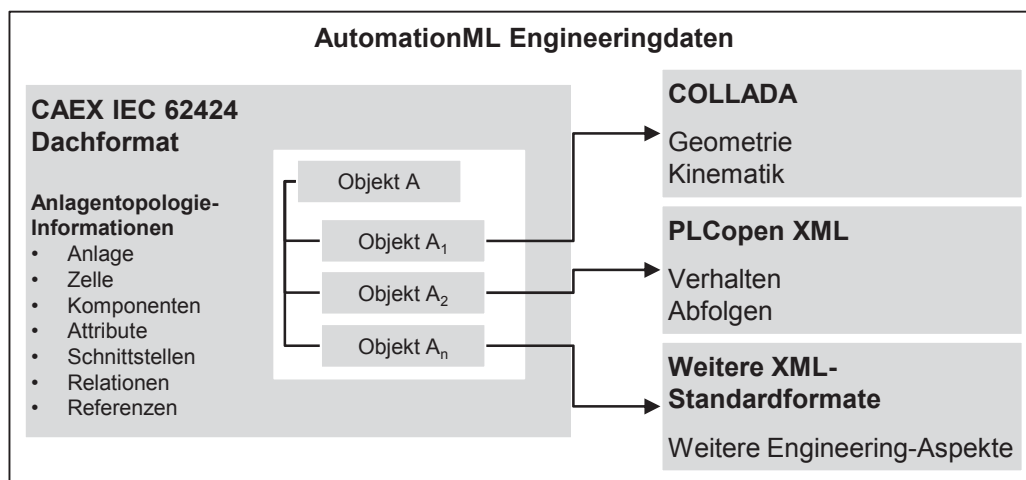 AutomationML Engineeringdaten
CAEX IEC 62424
Dachformat
Anlagentopologie-
Informationen
• Anlage
• Zelle
• Komponenten
• Attribute
• Schnittstellen
• Relationen
• Referenzen
Objekt A
Objekt A₁
Objekt A₂
Objekt Aₙ
COLLADA
Geometrie
Kinematik
PLCopen XML
Verhalten
Abfolgen
Weitere XML-
Standardformate
Weitere Engineering-Aspekte